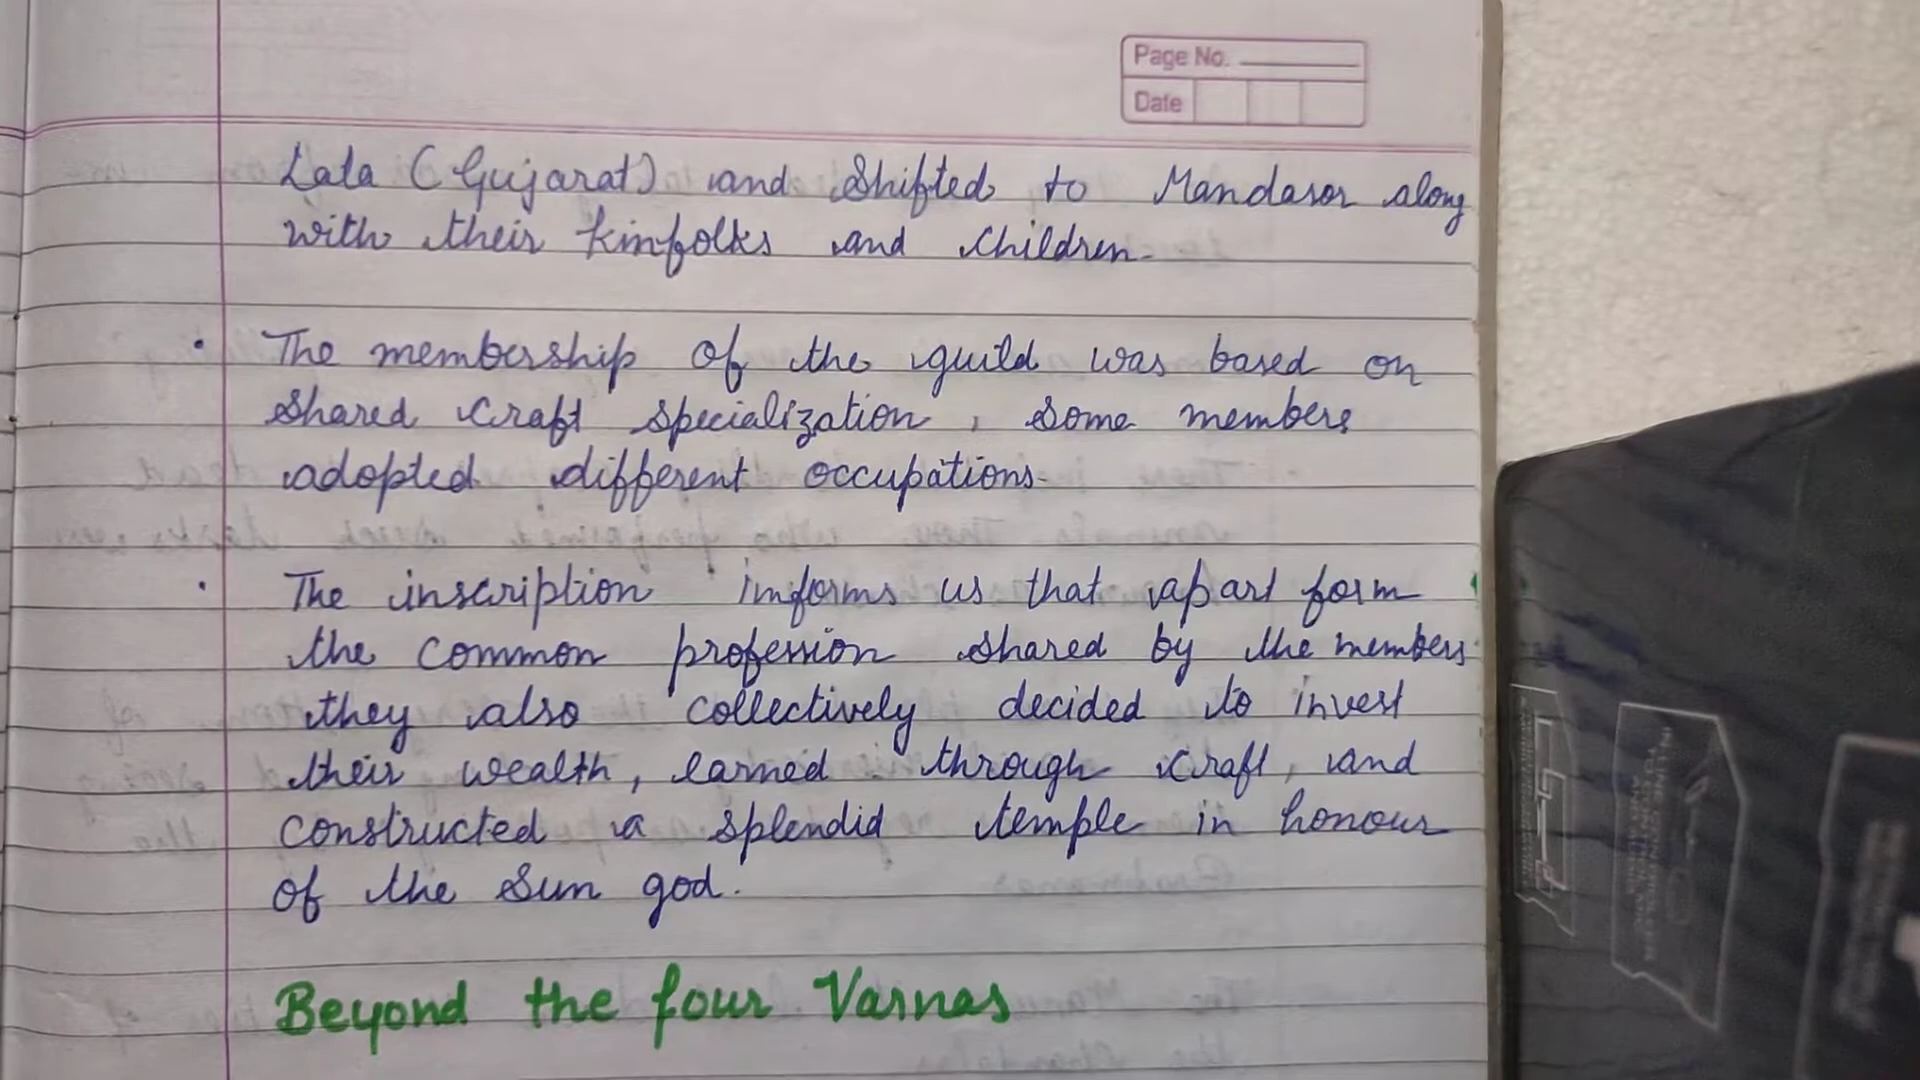 Page No.
Date
Lata (Gujarat) and shifted to Mandasor along
with their kinfolks and children.
• The membership of the guild was based on
shared craft specialization, some members
adopted different occupations.
• The inscription imforms us that apart form
the common profession shared by the members
they also collectively decided to invest
their wealth, earned through craft, and
constructed a splendid temple in honour
of the Sun god.
Beyond the four Varnas